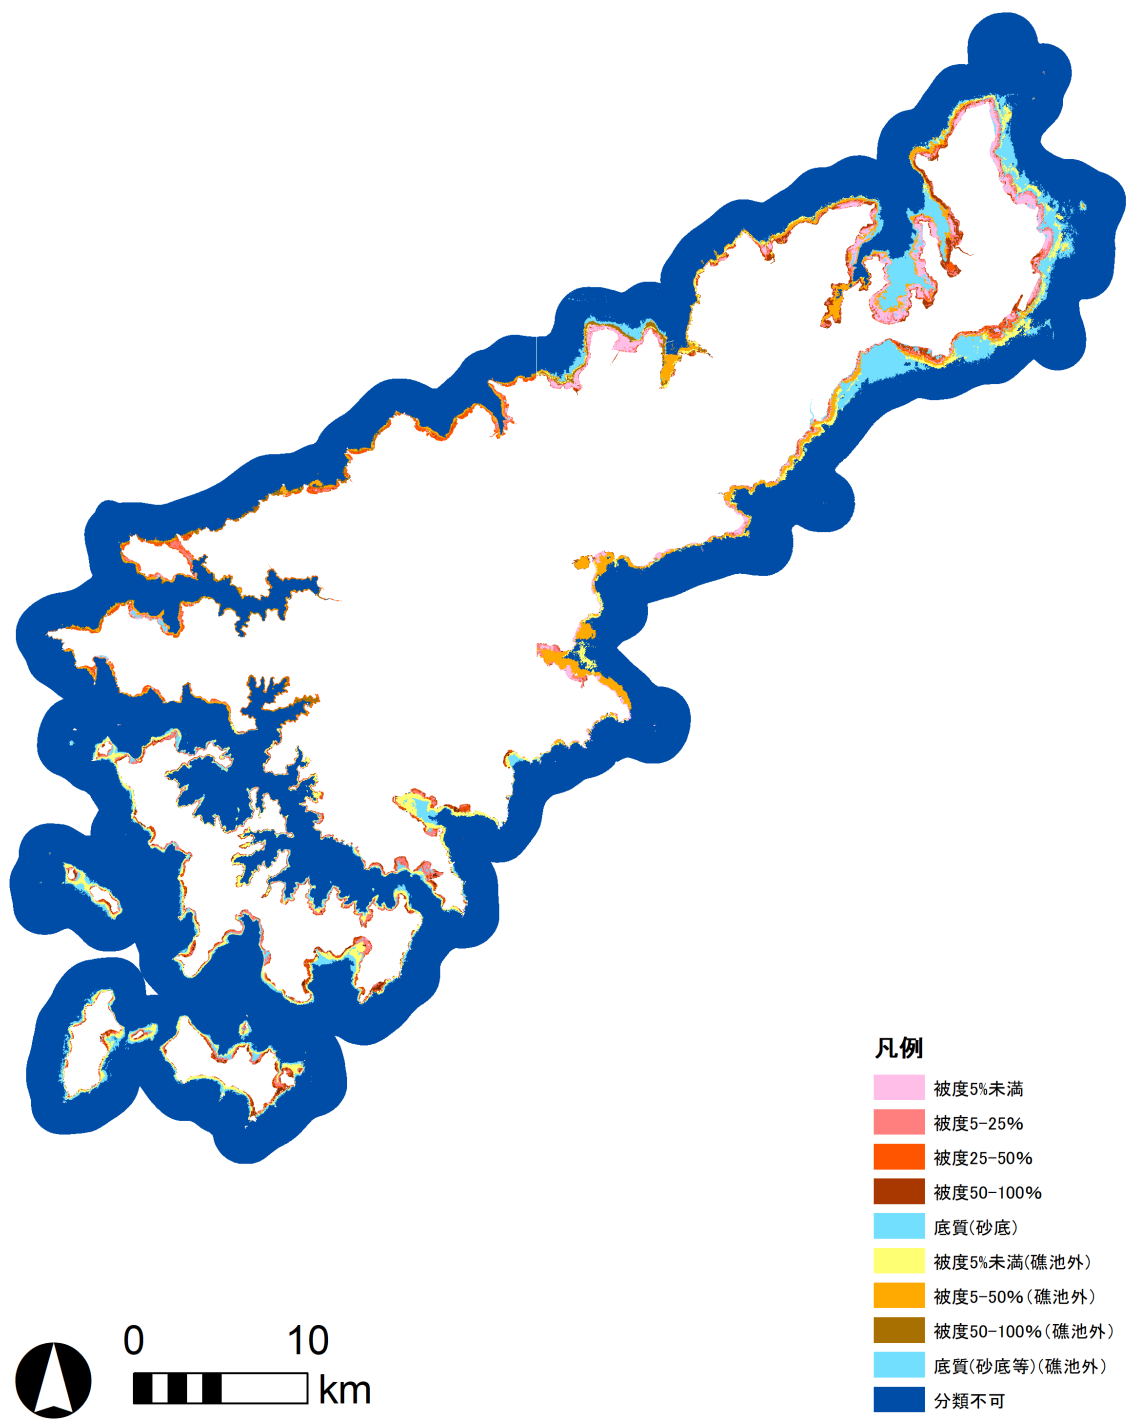 凡例
被度5%未満
被度5-25%
被度25-50%
被度50-100%
底質(砂底)
被度5%未満(礁池外)
被度5-50%(礁池外)
被度50-100%(礁池外)
底質(砂底等)(礁池外)
分類不可
0 10
km